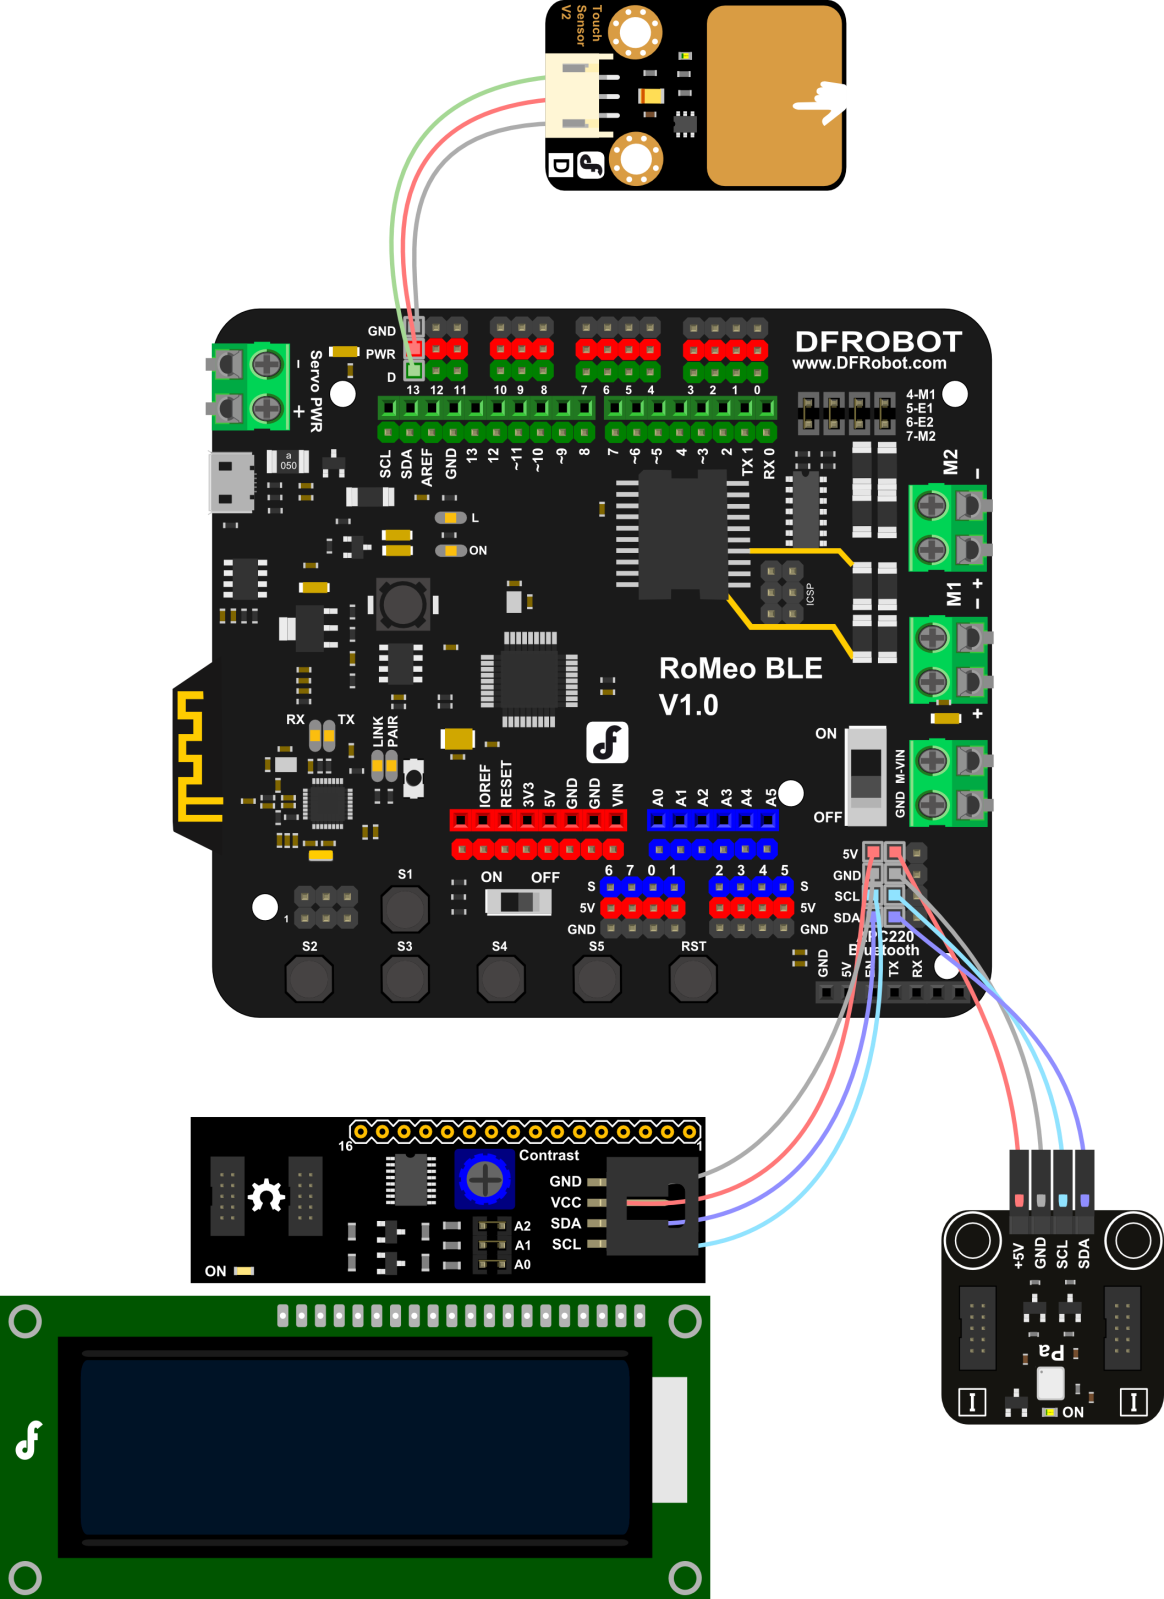 Touch
Sensor
V2
D
GND
PWR
D
13 12 11 10 9 8 7 6 5 4 3 2 1 0
SCL SDA AREF GND 13 12 ~11 ~10 ~9 8 7 ~6 ~5 4 ~3 2 TX 1 RX 0
DFROBOT
www.DFRobot.com
4-M1
5-E1
6-E2
7-M2
Servo PWR
-
+
a
050
L
ON
M2
- +
M1
- +
ICSP
RoMeo BLE
V1.0
RX TX
LINK
PAIR
ON
OFF
M-VIN
GND
IOREF RESET 3V3 5V GND GND VIN
A0 A1 A2 A3 A4 A5
5V
GND
SCL
SDA
S1
ON OFF
6 7 0 1
2 3 4 5
S
5V
GND
S
5V
GND
1
S2 S3 S4 S5 RST
PC220
Bluetooth
GND 5V TX RX
16
1
Contrast
GND
VCC
SDA
SCL
A2
A1
A0
ON
+5V
GND
SCL
SDA
Pa
I
I
ON